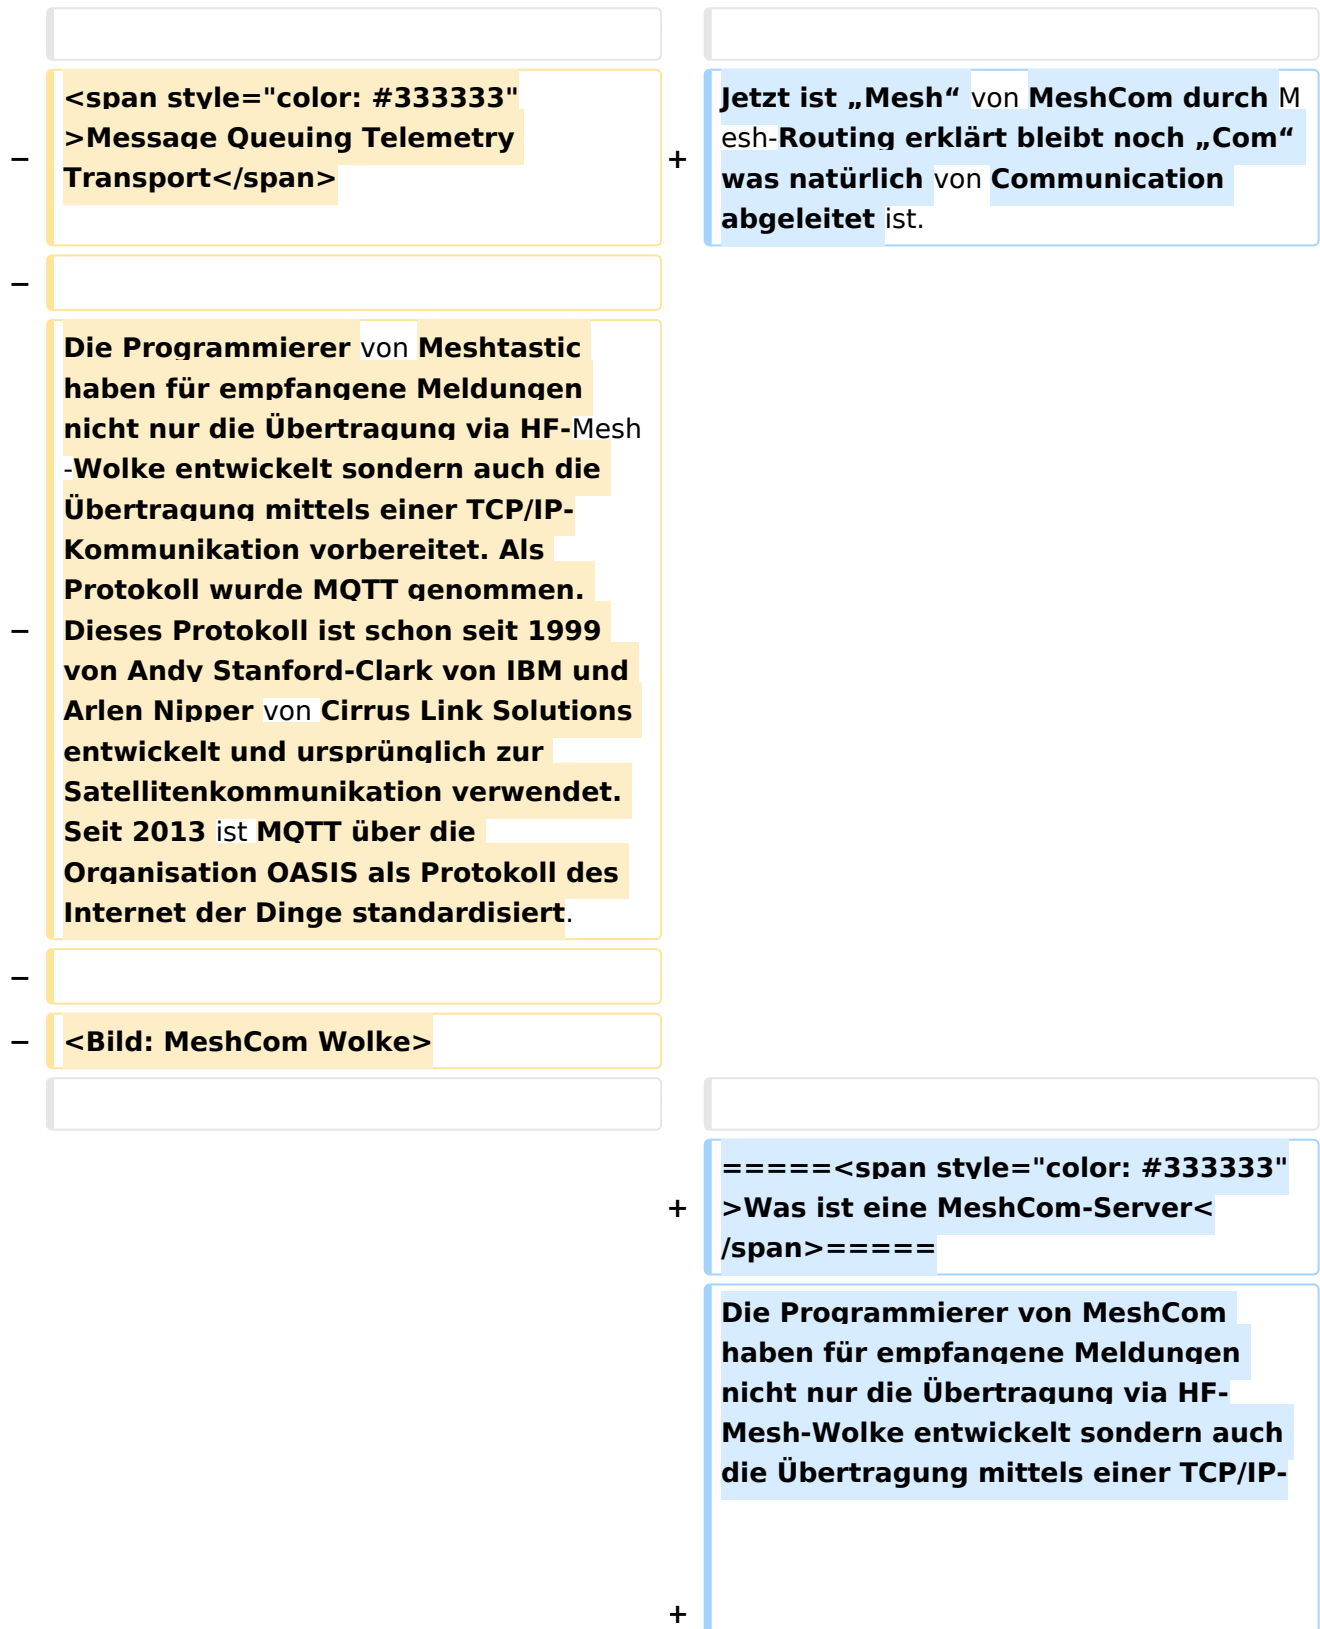 <span style="color: #333333"
>Message Queuing Telemetry
Transport</span>
−
+
Jetzt ist „Mesh“ von MeshCom durch M
esh-Routing erklärt bleibt noch „Com“
was natürlich von Communication
abgeleitet ist.
−
Die Programmierer von Meshtastic
haben für empfangene Meldungen
nicht nur die Übertragung via HF-Mesh
-Wolke entwickelt sondern auch die
Übertragung mittels einer TCP/IP-
Kommunikation vorbereitet. Als
Protokoll wurde MQTT genommen.
− Dieses Protokoll ist schon seit 1999
von Andy Stanford-Clark von IBM und
Arlen Nipper von Cirrus Link Solutions
entwickelt und ursprünglich zur
Satellitenkommunikation verwendet.
Seit 2013 ist MQTT über die
Organisation OASIS als Protokoll des
Internet der Dinge standardisiert.
−
− <Bild: MeshCom Wolke>
=====<span style="color: #333333"
+ >Was ist eine MeshCom-Server<
/span>=====
Die Programmierer von MeshCom
haben für empfangene Meldungen
nicht nur die Übertragung via HF-
Mesh-Wolke entwickelt sondern auch
die Übertragung mittels einer TCP/IP-
+